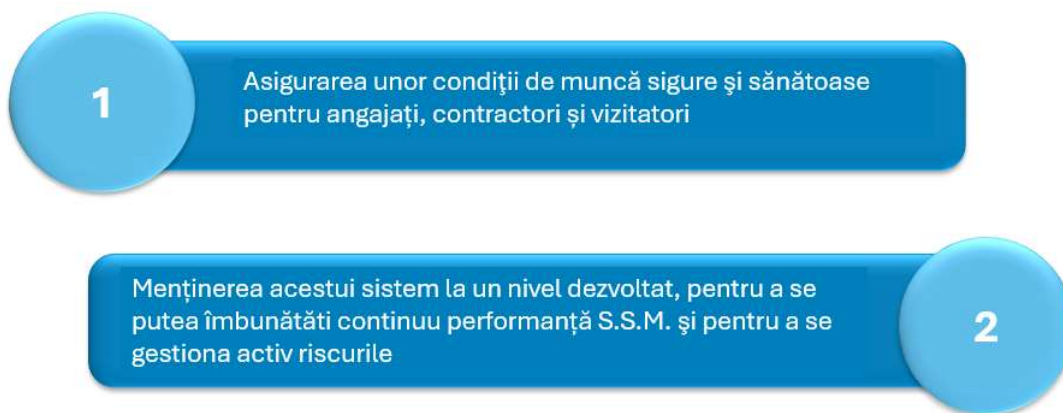 1
Asigurarea unor condiţii de muncă sigure şi sănătoase
pentru angajați, contractori și vizitatori
Menținerea acestui sistem la un nivel dezvoltat, pentru a se
putea îmbunătăti continuu performanță S.S.M. şi pentru a se
gestiona activ riscurile
2